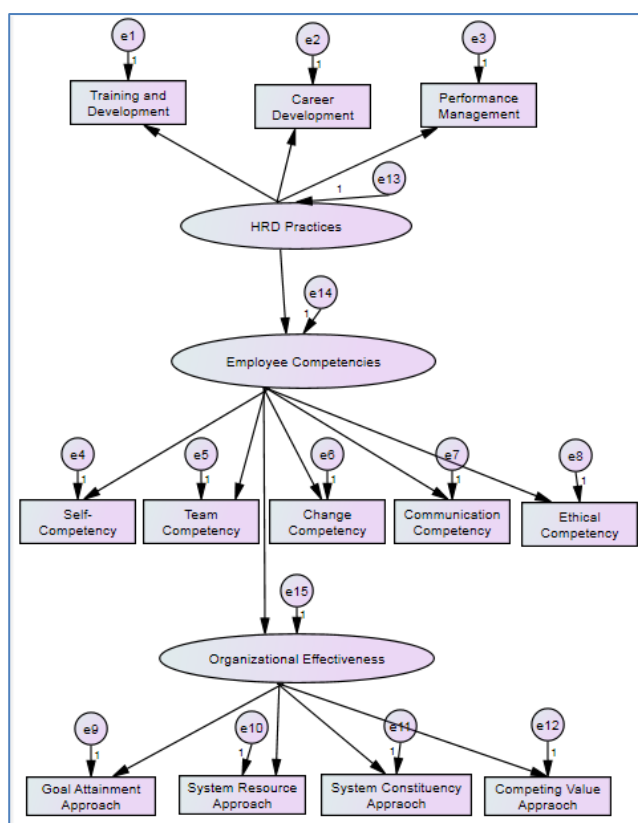 e1
e2
e3
1
1
1
Training and
Development
Career
Development
Performance
Management
e13
1
HRD Practices
e14
1
Employee Competencies
e4
e5
e6
e7
e8
1
1
1
1
1
Self-
Competency
Team
Competency
Change
Competency
Communication
Competency
Ethical
Competency
e15
1
Organizational Effectiveness
e9
e10
e11
e12
1
1
1
1
Goal Attainment
Approach
System Resource
Approach
System Constituency
Appraoch
Competing Value
Appraoch